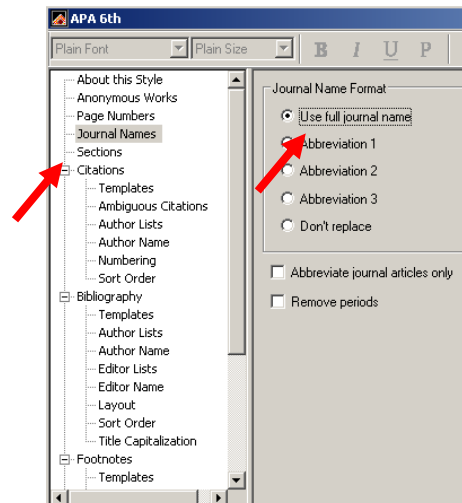 APA 6th
Plain Font Plain Size B I U P
About this Style
Anonymous Works
Page Numbers
Journal Names
Sections
Citations
Templates
Ambiguous Citations
Author Lists
Author Name
Numbering
Sort Order
Bibliography
Templates
Author Lists
Author Name
Editor Lists
Editor Name
Layout
Sort Order
Title Capitalization
Footnotes
Templates
Journal Name Format
Use full journal name
Abbreviation 1
Abbreviation 2
Abbreviation 3
Don't replace
Abbreviate journal articles only
Remove periods